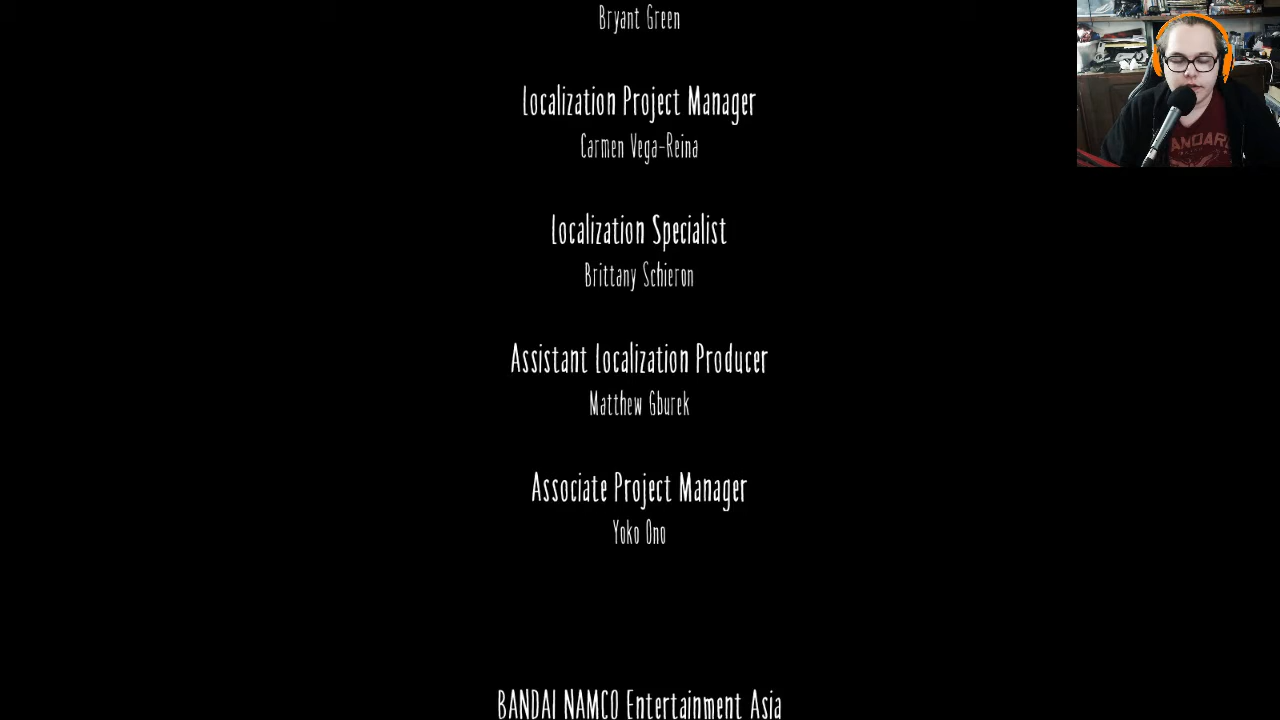 Bryant Green
Localization Project Manager
Carmen Vega-Reina
Localization Specialist
Brittany Schieron
Assistant Localization Producer
Matthew Gburek
Associate Project Manager
Yoko Ono
BANDAI NAMCO Entertainment Asia